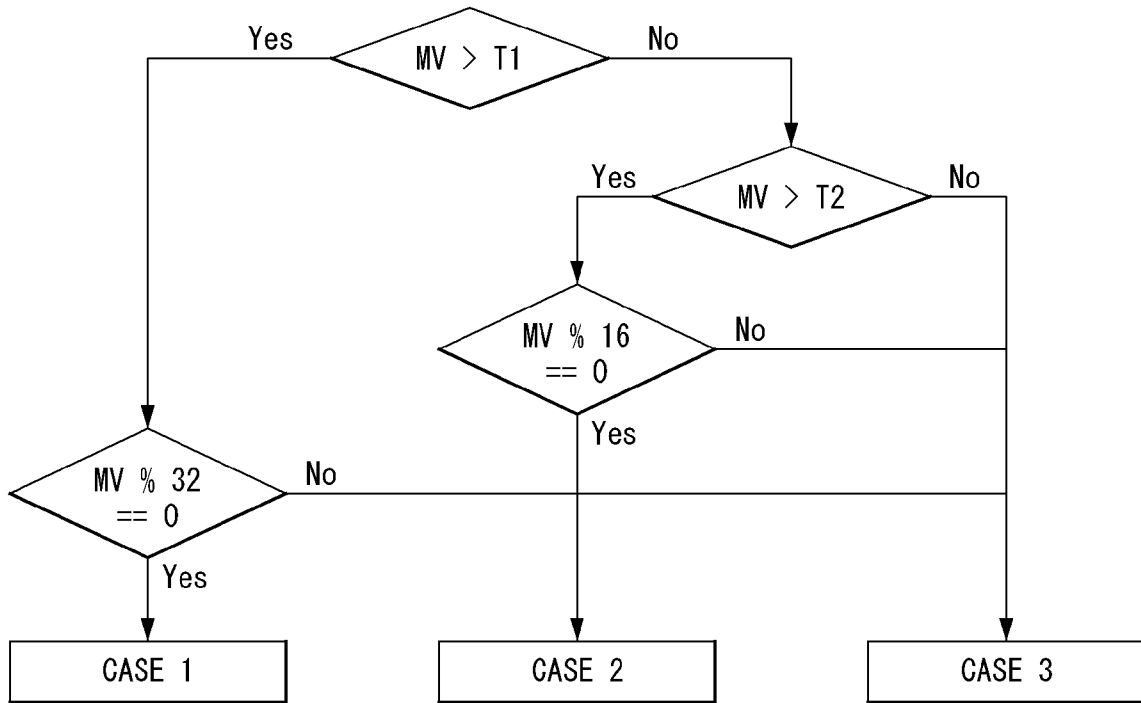 Yes
MV > T1
No
Yes
MV > T2
No
MV % 16
== 0
No
Yes
MV % 32
== 0
No
Yes
CASE 1
CASE 2
CASE 3